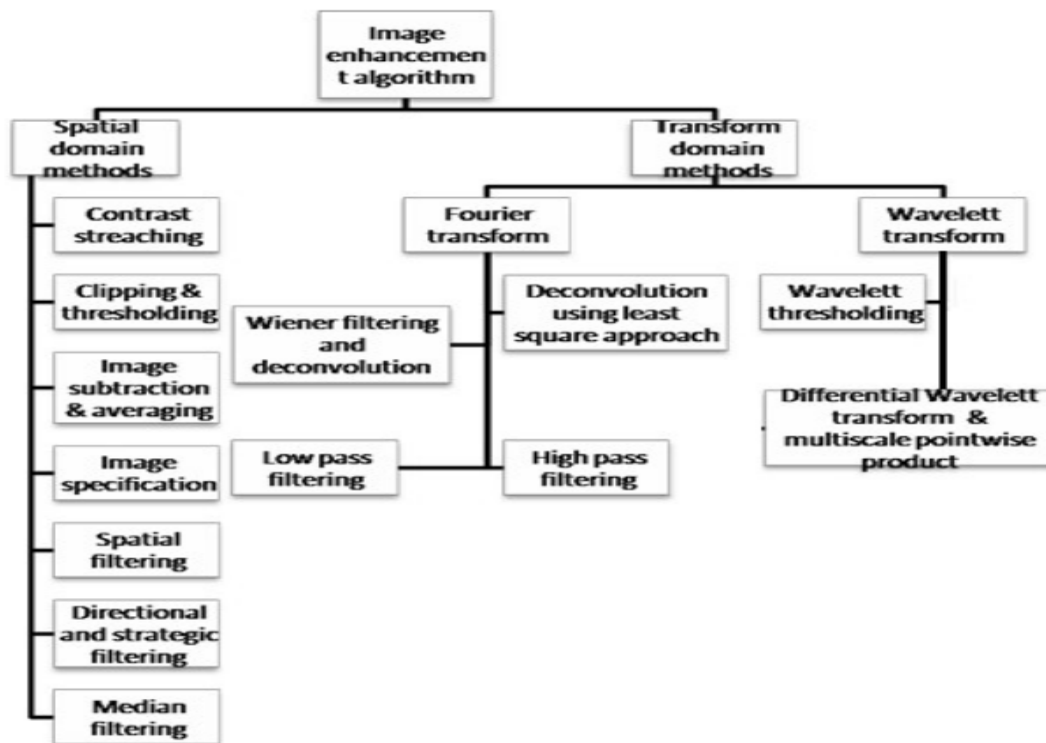 Image
enhancemen
t algorithm
Spatial
domain
methods
Transform
domain
methods
Contrast
streaching
Clipping &
thresholding
Image
subtraction
& averaging
Image
specification
Spatial
filtering
Directional
and strategic
filtering
Median
filtering
Fourier
transform
Wiener filtering
and
deconvolution
Deconvolution
using least
square approach
Low pass
filtering
High pass
filtering
Wavelett
transform
Wavelett
thresholding
Differential Wavelett
transform &
multiscale pointwise
product